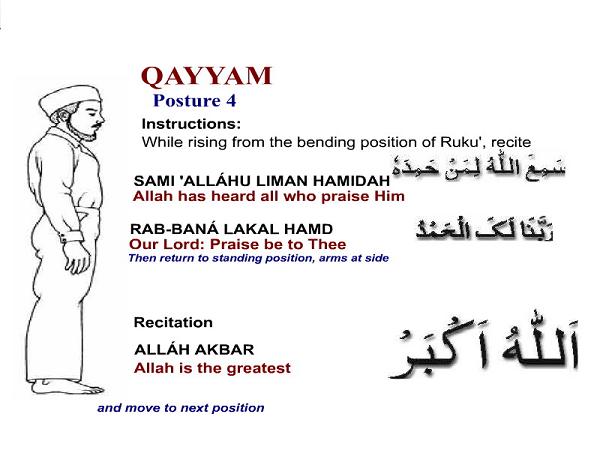 QAYYAM
Posture 4
Instructions:
While rising from the bending position of Ruku', recite
سَمِعَ اللّٰهُ لِمَنْ حَمِدَهٗ
SAMI 'ALLÁHU LIMAN HAMIDAH
Allah has heard all who praise Him
RAB-BANÁ LAKAL HAMD
رَبَّنَا لَکَ الْحَمْدُ
Our Lord: Praise be to Thee
Then return to standing position, arms at side
Recitation
ALLÁH AKBAR
اَللّٰهُ اَکْبَرُ
Allah is the greatest
and move to next position